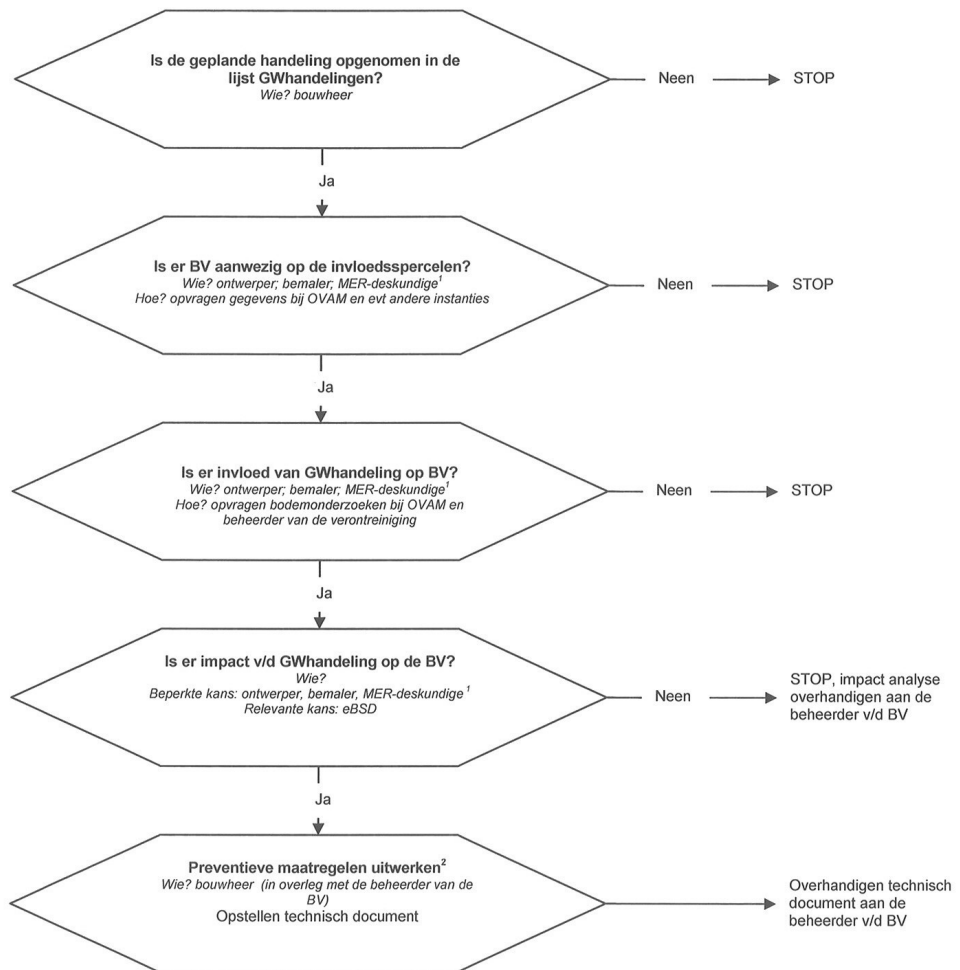 Is de geplande handeling opgenomen in de
lijst GWhandelingen?
Wie? bouwheer
Neen
STOP
Ja
Is er BV aanwezig op de invloedsspercelen?
Wie? ontwerper; bemaler; MER-deskundige¹
Hoe? opvragen gegevens bij OVAM en evt andere instanties
Neen
STOP
Ja
Is er invloed van GWhandeling op BV?
Wie? ontwerper; bemaler; MER-deskundige¹
Hoe? opvragen bodemonderzoeken bij OVAM en
beheerder van de verontreiniging
Neen
STOP
Ja
Is er impact v/d GWhandeling op de BV?
Wie?
Beperkte kans: ontwerper, bemaler, MER-deskundige¹
Relevante kans: eBSD
Neen
STOP, impact analyse
overhandigen aan de
beheerder v/d BV
Ja
Preventieve maatregelen uitwerken²
Wie? bouwheer (in overleg met de beheerder van de
BV)
Opstellen technisch document
Overhandigen technisch
document aan de
beheerder v/d BV